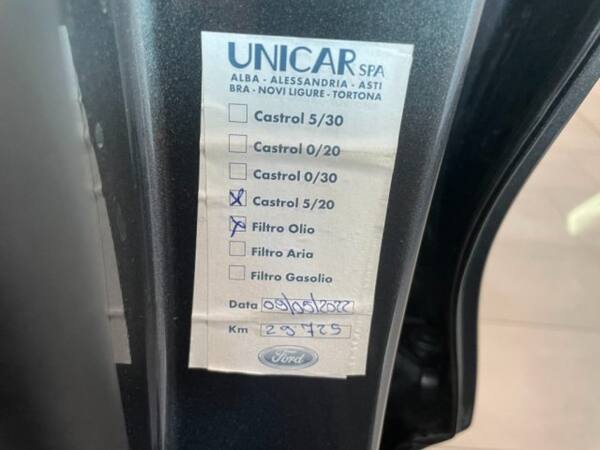 UNICAR SPA
ALBA - ALESSANDRIA - ASTI
BRA - NOVI LIGURE - TORTONA
Castrol 5/30
Castrol 0/20
Castrol 0/30
Castrol 5/20
Filtro Olio
Filtro Aria
Filtro Gasolio
Data 09/05/2022
Km 29725
Ford